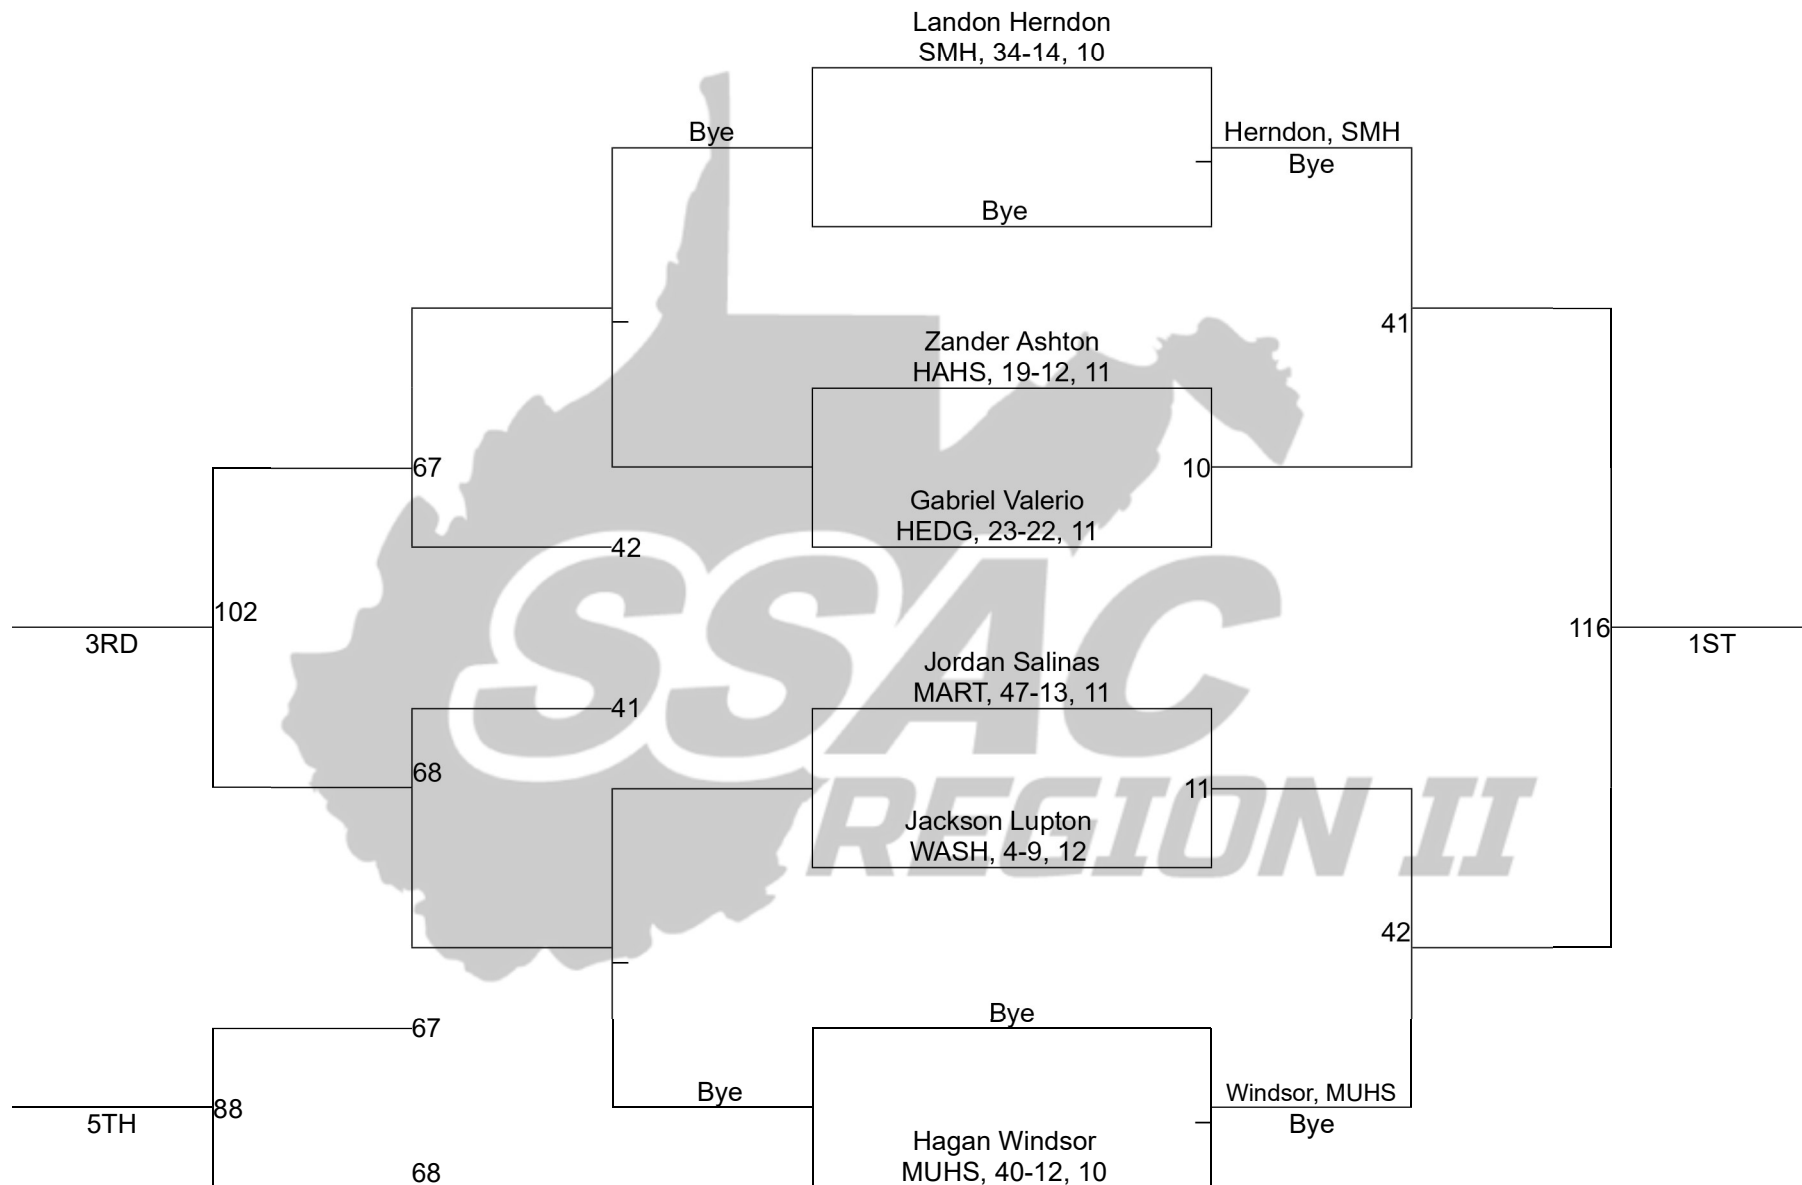 Landon Herndon
SMH, 34-14, 10
Bye
Herndon, SMH
Bye
Bye
41
Zander Ashton
HAHS, 19-12, 11
67
10
Gabriel Valerio
HEDG, 23-22, 11
42
SSAC
REGION II
102
3RD
116
1ST
Jordan Salinas
MART, 47-13, 11
41
68
11
Jackson Lupton
WASH, 4-9, 12
42
Bye
67
Bye
Windsor, MUHS
Bye
88
5TH
Hagan Windsor
MUHS, 40-12, 10
68